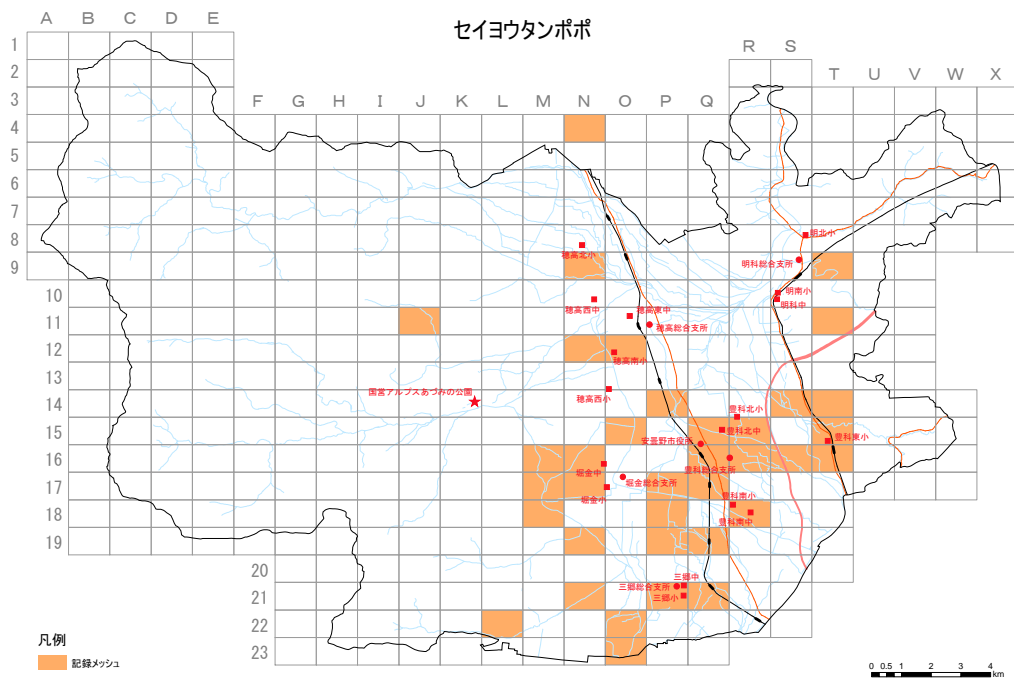 セイヨウタンポポ
A B C D E
R S
T U V W X
F G H I J K L M N O P Q
1
2
3
4
5
6
7
8
9
10
11
12
13
14
15
16
17
18
19
20
21
22
23
明北小
穂高北小
明科総合支所
明南小
明科中
穂高西中
穂高東中
穂高総合支所
穂高南小
国営アルプスあづみの公園
穂高西小
豊科北小
豊科北中
安曇野市役所
豊科東小
豊科総合支所
堀金中
堀金総合支所
堀金小
豊科南小
豊科南中
三郷中
三郷総合支所
三郷小
凡例
記録メッシュ
0 0.5 1 2 3 4
km